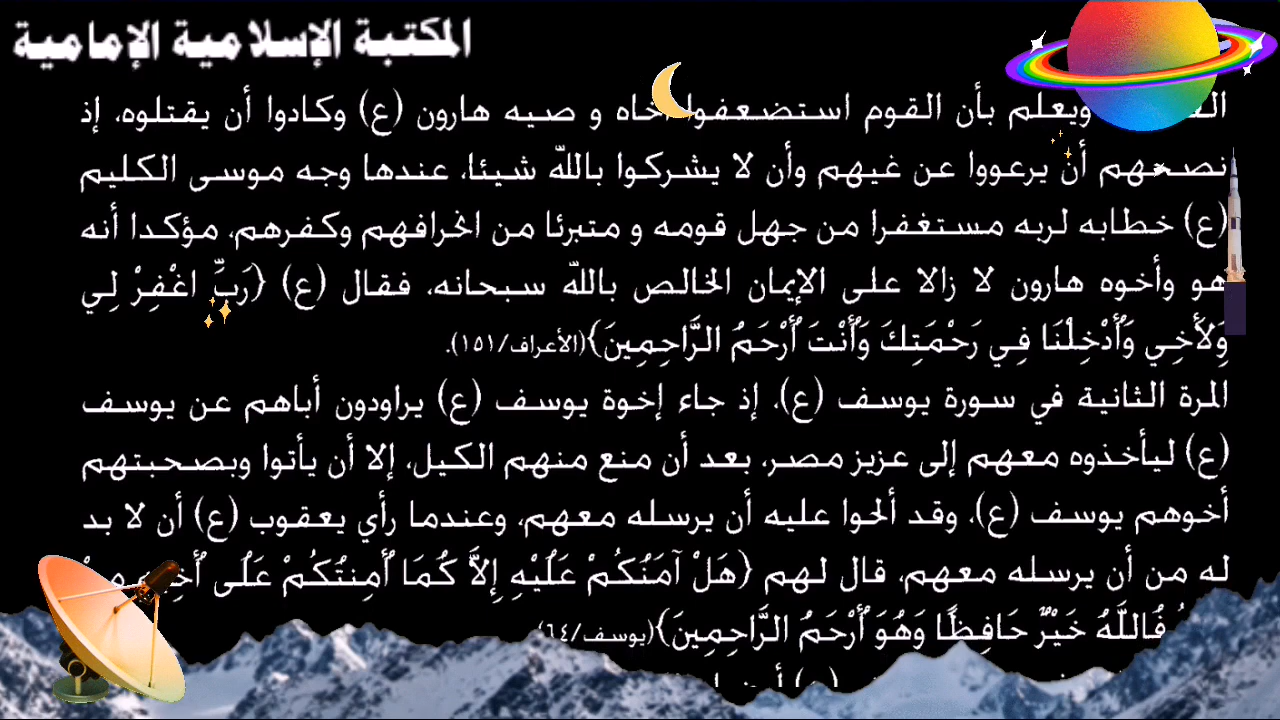 المكتبة الإسلامية الإمامية
ويعلم بأن القوم استضعفوا أخاه و صيه هارون (ع) وكادوا أن يقتلوه، إذ
نصحهم أن يرعووا عن غيهم وأن لا يشركوا بالله شيئا، عندها وجه موسى الكليم
(ع) خطابه لربه مستغفرا من جهل قومه و متبرئا من انحرافهم وكفرهم، مؤكدا أنه
هو وأخوه هارون لا زالا على الإيمان الخالص بالله سبحانه، فقال (ع) {رَبِّ اغْفِرْ لِي
وَلأَخِي وَأَدْخِلْنَا فِي رَحْمَتِكَ وَأَنْتَ أَرْحَمُ الرَّاحِمِينَ}(الأعراف/١٥١).
المرة الثانية في سورة يوسف (ع)، إذ جاء إخوة يوسف (ع) يراودون أباهم عن يوسف
(ع) ليأخذوه معهم إلى عزيز مصر، بعد أن منع منهم الكيل، إلا أن يأتوا وبصحبتهم
أخوهم يوسف (ع)، وقد ألحوا عليه أن يرسله معهم، وعندما رأي يعقوب (ع) أن لا بد
له من أن يرسله معهم، قال لهم {هَلْ آمَنُكُمْ عَلَيْهِ إِلاَّ كَمَا أَمِنتُكُمْ عَلَى
فَاللَّهُ خَيْرٌ حَافِظًا وَهُوَ أَرْحَمُ الرَّاحِمِينَ}(يوسف/٦٤)